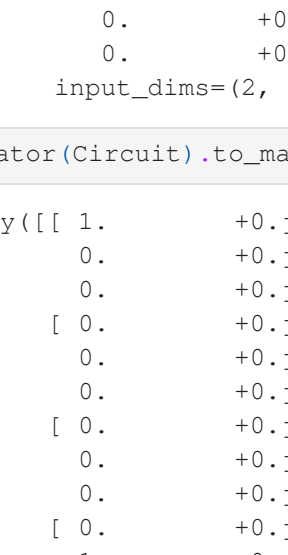 0. +0
0. +0
input_dims=(2,
ator(Circuit).to_ma
y([[ 1. +0.j
0. +0.j
0. +0.j
[ 0. +0.j
0. +0.j
0. +0.j
[ 0. +0.j
0. +0.j
0. +0.j
[ 0. +0.j